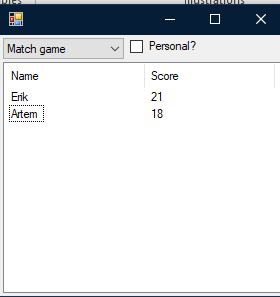 Match game Personal?
Name Score
Erik 21
Artem 18